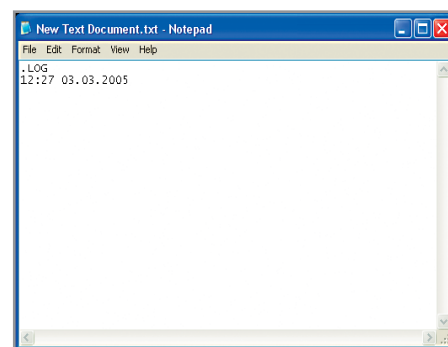 New Text Document.txt - Notepad
File Edit Format View Help
.LOG
12:27 03.03.2005